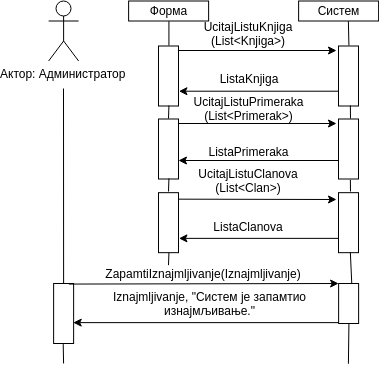 Форма
Систем
Актор: Администратор
UcitajListuKnjiga
(List<Knjiga>)
ListaKnjiga
UcitajListuPrimeraka
(List<Primerak>)
ListaPrimeraka
UcitajListuClanova
(List<Clan>)
ListaClanova
ZapamtiIznajmljivanje(Iznajmljivanje)
Iznajmljivanje, "Систем је запамтио
изнајмљивање."